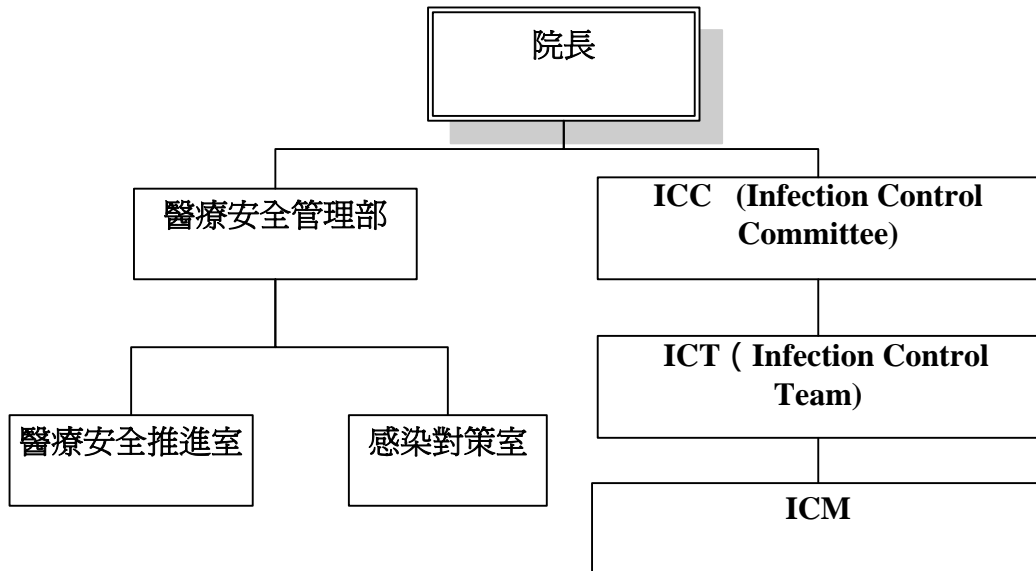 院長
醫療安全管理部
ICC (Infection Control
Committee)
ICT ( Infection Control
Team)
醫療安全推進室
感染對策室
ICM